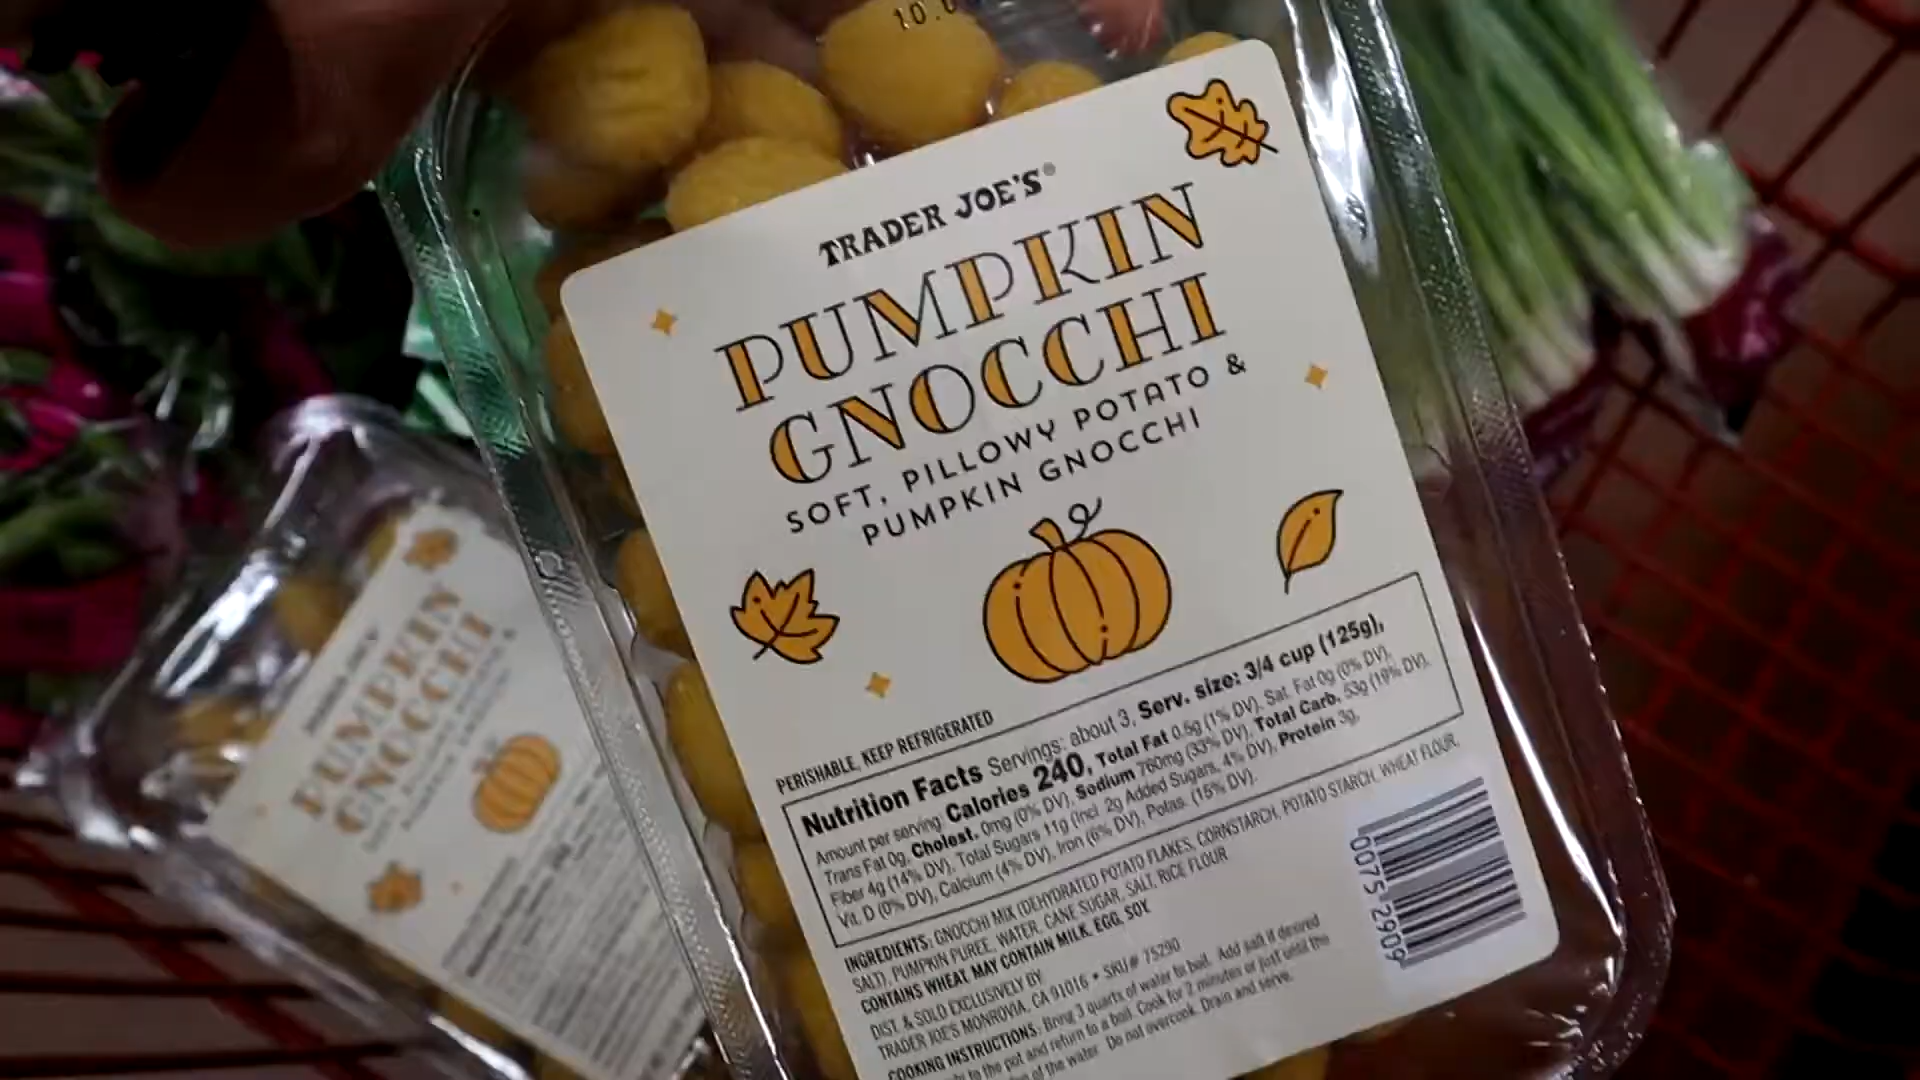 10.0
TRADER JOE'S®
PUMPKIN
GNOCCHI
SOFT, PILLOWY POTATO &
PUMPKIN GNOCCHI
PERISHABLE, KEEP REFRIGERATED
Nutrition Facts Servings: about 3, Serv. size: 3/4 cup (125g),
Amount per serving: Calories 240, Total Fat 0.5g (1% DV), Sat. Fat 0g (0% DV),
Trans Fat 0g, Cholest. 0mg (0% DV), Sodium 760mg (33% DV), Total Carb. 53g (19% DV),
Fiber 4g (14% DV), Total Sugars 11g (Incl. 2g Added Sugars, 4% DV), Protein 3g,
Vit. D (0% DV), Calcium (4% DV), Iron (6% DV), Potas. (15% DV).
INGREDIENTS: GNOCCHI MIX (DEHYDRATED POTATO FLAKES, CORNSTARCH, POTATO STARCH, WHEAT FLOUR,
SALT), PUMPKIN PUREE, WATER, CANE SUGAR, SALT, RICE FLOUR
CONTAINS WHEAT. MAY CONTAIN MILK, EGG, SOY.
DIST. & SOLD EXCLUSIVELY BY
TRADER JOE'S MONROVIA, CA 91016 • SKU# 75290
COOKING INSTRUCTIONS: Bring 3 quarts of water to boil. Add salt if desired
to the pot and return to a boil. Cook for 2 minutes or just until the
of the water. Do not overcook. Drain and serve.
0075 2909
PUMPKIN
GNOCCHI